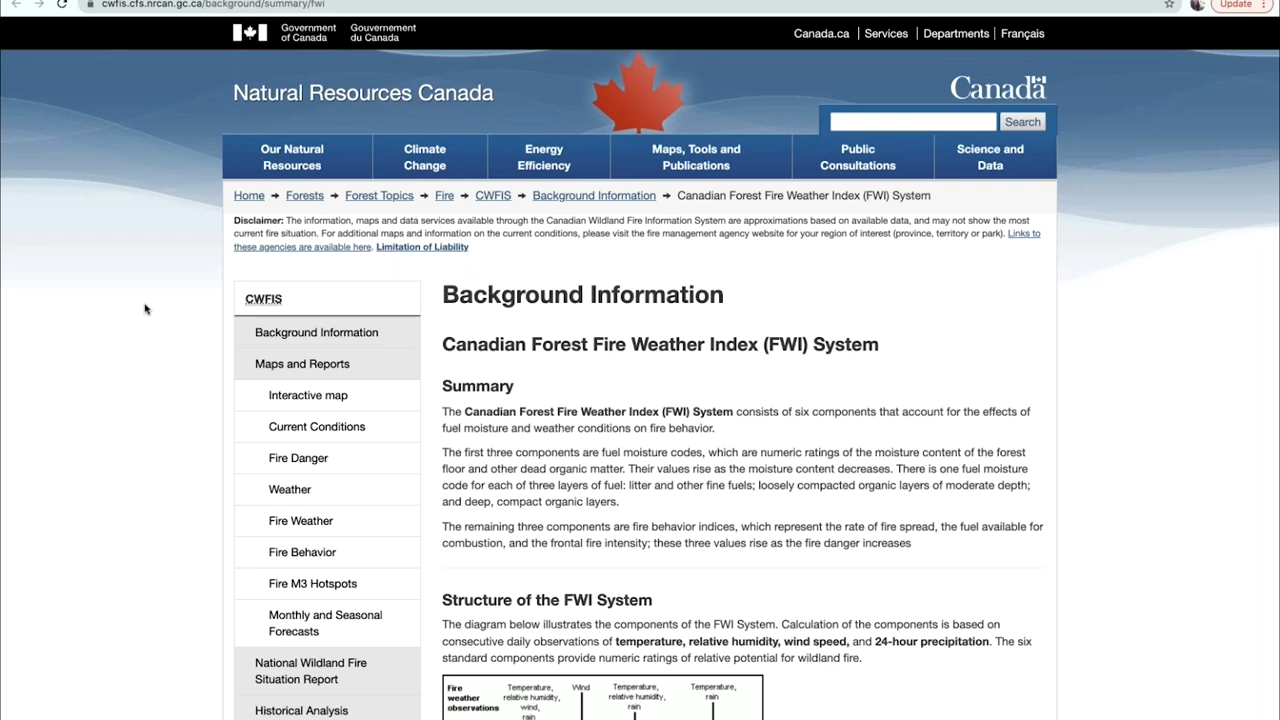 cwfis.cfs.nrcan.gc.ca/background/summary/fwi
Update
Government of Canada
Gouvernement du Canada
Canada.ca | Services | Departments | Français
Natural Resources Canada
Canada
Search
Our Natural Resources
Climate Change
Energy Efficiency
Maps, Tools and Publications
Public Consultations
Science and Data
Home → Forests → Forest Topics → Fire → CWFIS → Background Information → Canadian Forest Fire Weather Index (FWI) System
Disclaimer: The information, maps and data services available through the Canadian Wildland Fire Information System are approximations based on available data, and may not show the most
current fire situation. For additional maps and information on the current conditions, please visit the fire management agency website for your region of interest (province, territory or park). Links to
these agencies are available here. Limitation of Liability
CWFIS
Background Information
Maps and Reports
Interactive map
Current Conditions
Fire Danger
Weather
Fire Weather
Fire Behavior
Fire M3 Hotspots
Monthly and Seasonal
Forecasts
National Wildland Fire
Situation Report
Historical Analysis
Background Information
Canadian Forest Fire Weather Index (FWI) System
Summary
The Canadian Forest Fire Weather Index (FWI) System consists of six components that account for the effects of
fuel moisture and weather conditions on fire behavior.
The first three components are fuel moisture codes, which are numeric ratings of the moisture content of the forest
floor and other dead organic matter. Their values rise as the moisture content decreases. There is one fuel moisture
code for each of three layers of fuel: litter and other fine fuels; loosely compacted organic layers of moderate depth;
and deep, compact organic layers.
The remaining three components are fire behavior indices, which represent the rate of fire spread, the fuel available for
combustion, and the frontal fire intensity; these three values rise as the fire danger increases
Structure of the FWI System
The diagram below illustrates the components of the FWI System. Calculation of the components is based on
consecutive daily observations of temperature, relative humidity, wind speed, and 24-hour precipitation. The six
standard components provide numeric ratings of relative potential for wildland fire.
Fire
weather
observations
Temperature,
relative humidity,
wind,
rain
Wind
Temperature,
relative humidity,
rain
Temperature,
rain